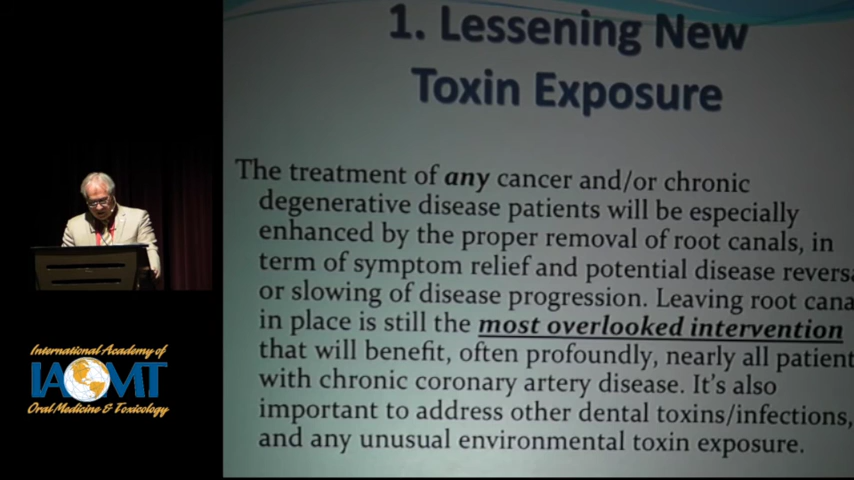 1. Lessening New
Toxin Exposure
The treatment of any cancer and/or chronic
degenerative disease patients will be especially
enhanced by the proper removal of root canals, in
term of symptom relief and potential disease reversa
or slowing of disease progression. Leaving root cana
in place is still the most overlooked intervention
that will benefit, often profoundly, nearly all patient
with chronic coronary artery disease. It's also
important to address other dental toxins/infections,
and any unusual environmental toxin exposure.
International Academy of
IAOMT
Oral Medicine & Toxicology